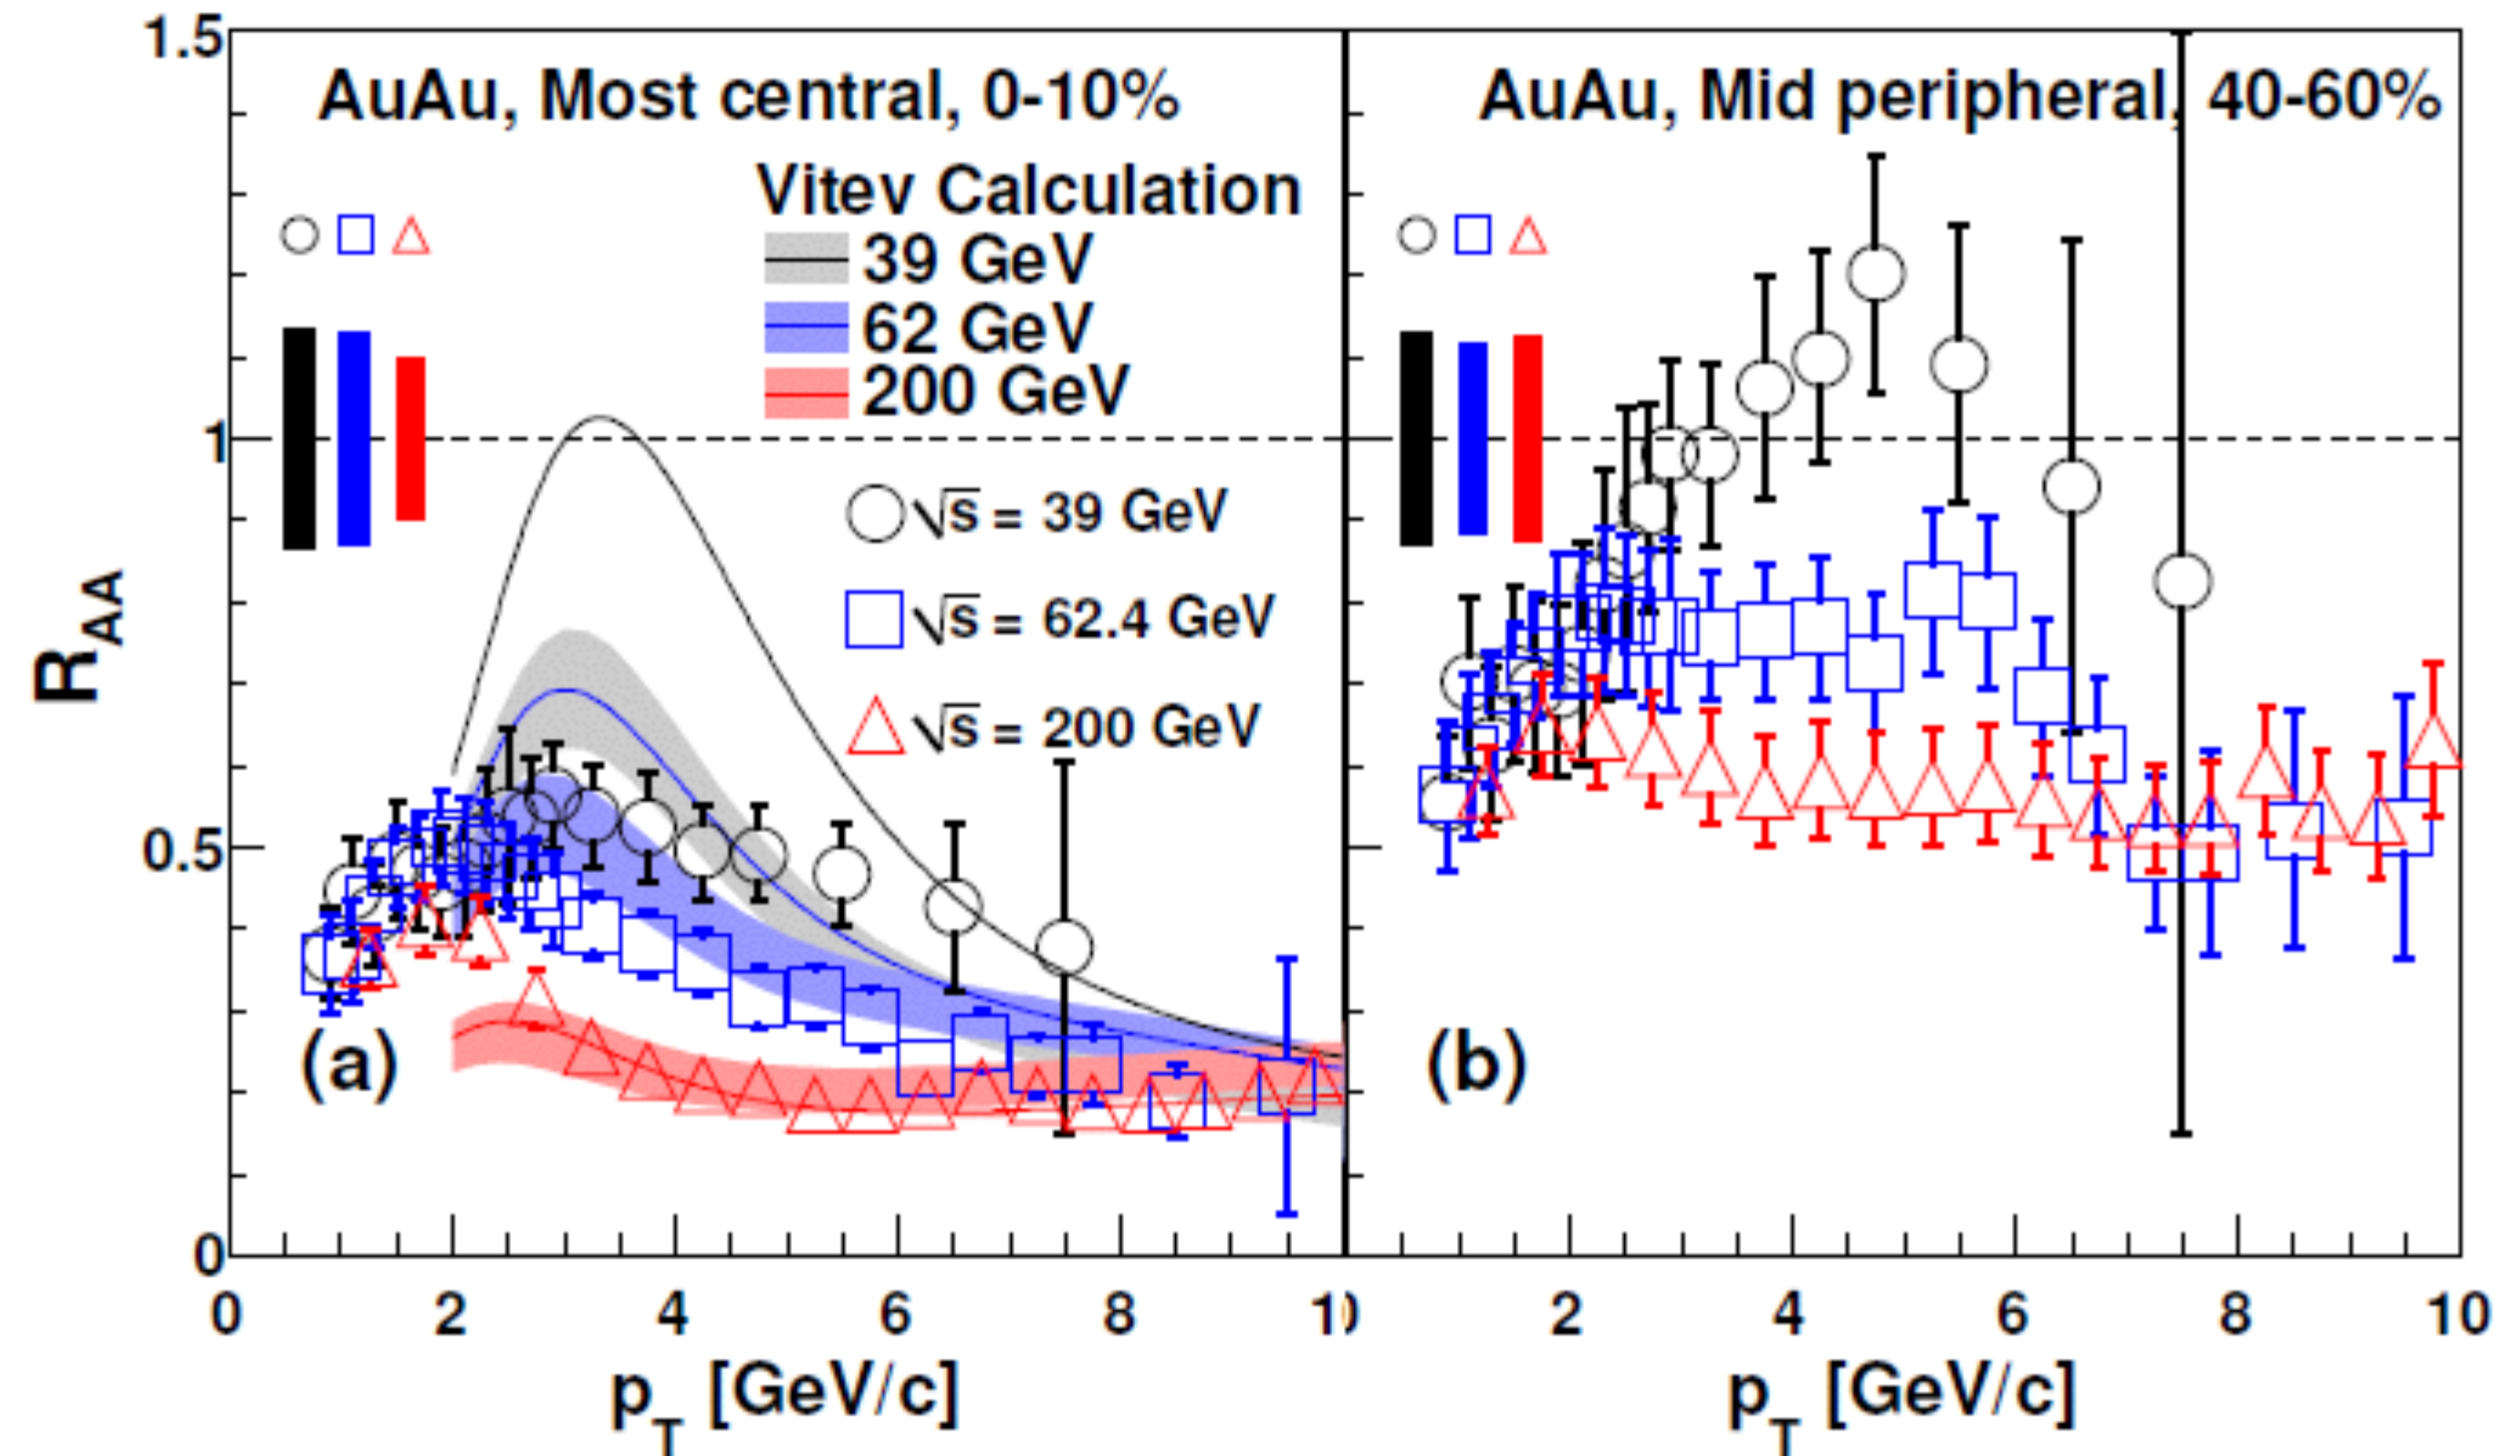 1.5
AuAu, Most central, 0-10%
AuAu, Mid peripheral, 40-60%
Vitev Calculation
39 GeV
62 GeV
200 GeV
1
√s = 39 GeV
√s = 62.4 GeV
√s = 200 GeV
R_AA
0.5
(a)
(b)
0
0 2 4 6 8 10 2 4 6 8 10
p_T [GeV/c]
p_T [GeV/c]